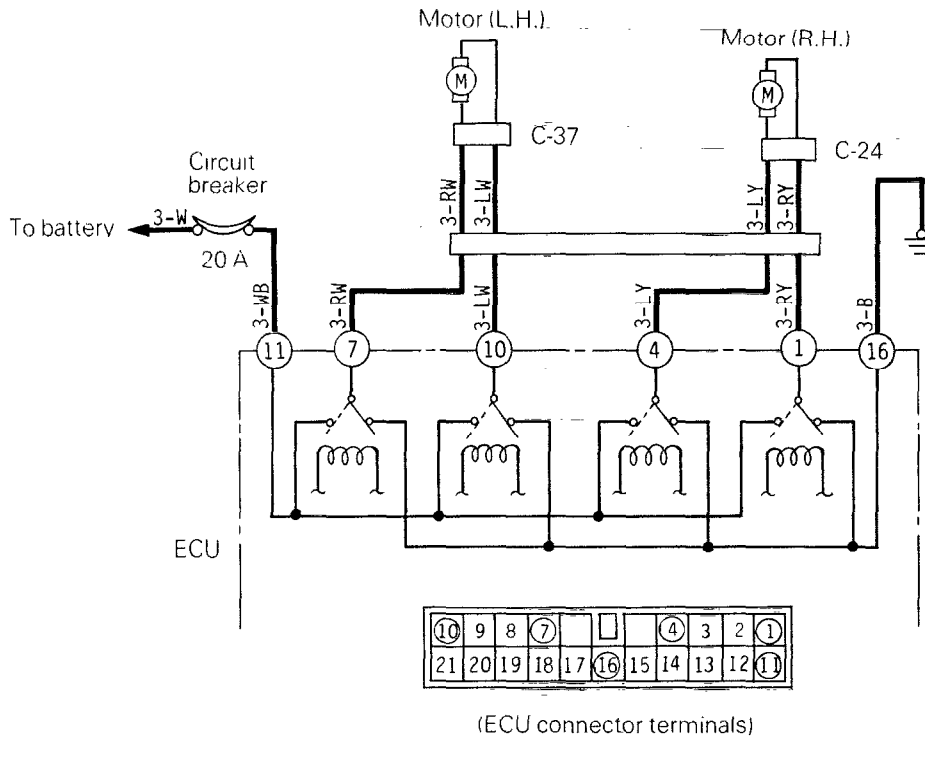 Motor (L.H.)
Motor (R.H.)
M
M
C-37
C-24
Circuit
breaker
To battery
3-W
20 A
3-RW
3-LW
3-LY
3-RY
3-WB
3-RW
3-LW
3-LY
3-RY
3-B
11
7
10
4
1
16
ECU
10 9 8 7 4 3 2 1
21 20 19 18 17 16 15 14 13 12 11
(ECU connector terminals)